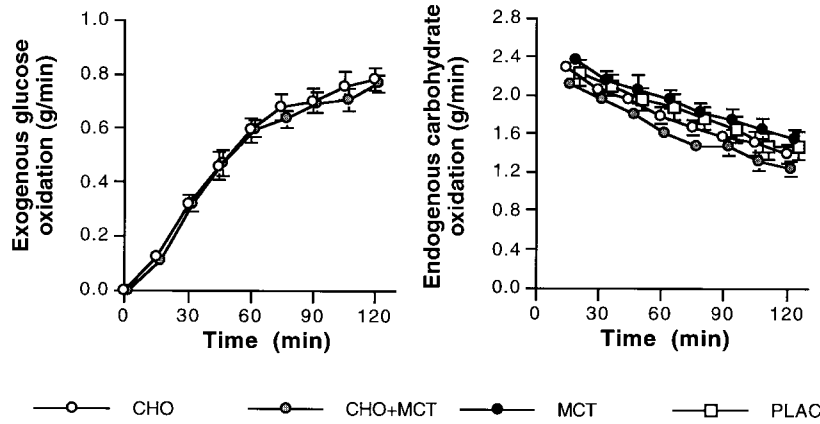 Exogenous glucose
oxidation (g/min)
1.0
0.8
0.6
0.4
0.2
0.0
0 30 60 90 120
Time (min)
Endogenous carbohydrate
oxidation (g/min)
2.8
2.4
2.0
1.6
1.2
2.8
0.4
0.0
0 30 60 90 120
Time (min)
CHO CHO+MCT MCT PLAC